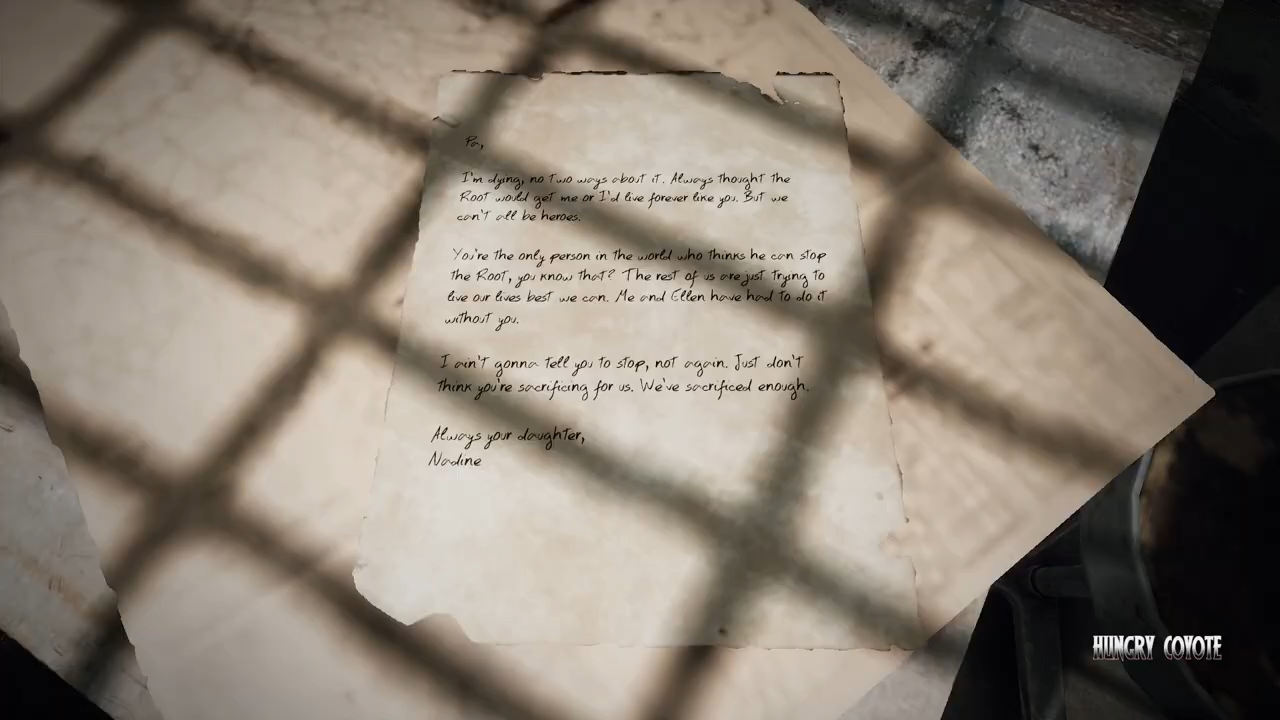 Pa,
I'm dying, no two ways about it. Always thought the
Root would get me or I'd live forever like you. But we
can't all be heroes.
You're the only person in the world who thinks he can stop
the Root, you know that? The rest of us are just trying to
live our lives best we can. Me and Ellen have had to do it
without you.
I ain't gonna tell you to stop, not again. Just don't
think you're sacrificing for us. We've sacrificed enough.
Always your daughter,
Nadine
HUNGRY COYOTE